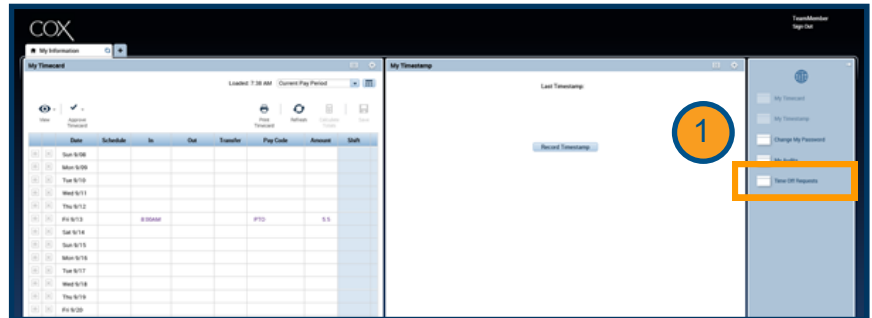 COX
TeamMember
Sign Out
My Information
My Timecard
My Timestamp
Loaded: 7:38 AM Current Pay Period
Last Timestamp:
View
Approve Timecard
Print Timecard
Refresh
Calculate Totals
Save
Date Schedule In Out Transfer Pay Code Amount Shift
Sun 9/08
Mon 9/09
Tue 9/10
Wed 9/11
Thu 9/12
Fri 9/13 8:00AM PTO 5.5
Sat 9/14
Sun 9/15
Mon 9/16
Tue 9/17
Wed 9/18
Thu 9/19
Fri 9/20
Record Timestamp
1
My Timecard
My Timestamp
Change My Password
My Audits
Time Off Requests